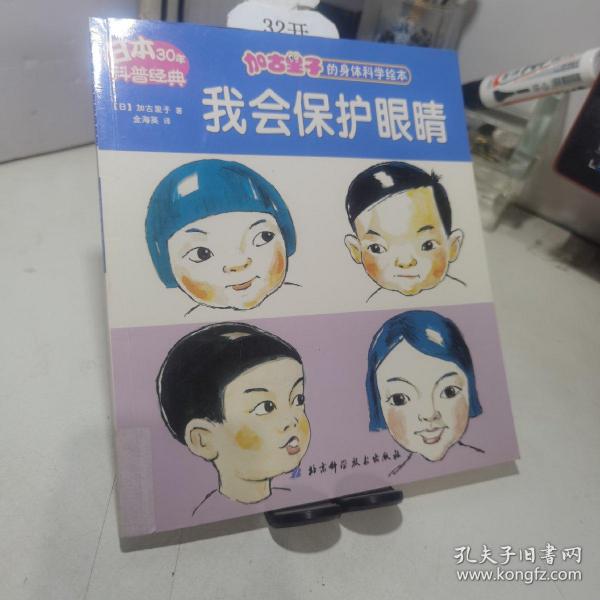 32开
日本30年
科普经典
加古里子的身体科学绘本
[日] 加古里子 著
金海英 译
我会保护眼睛
北京科学技术出版社
孔夫子旧书网
www.kongfz.com